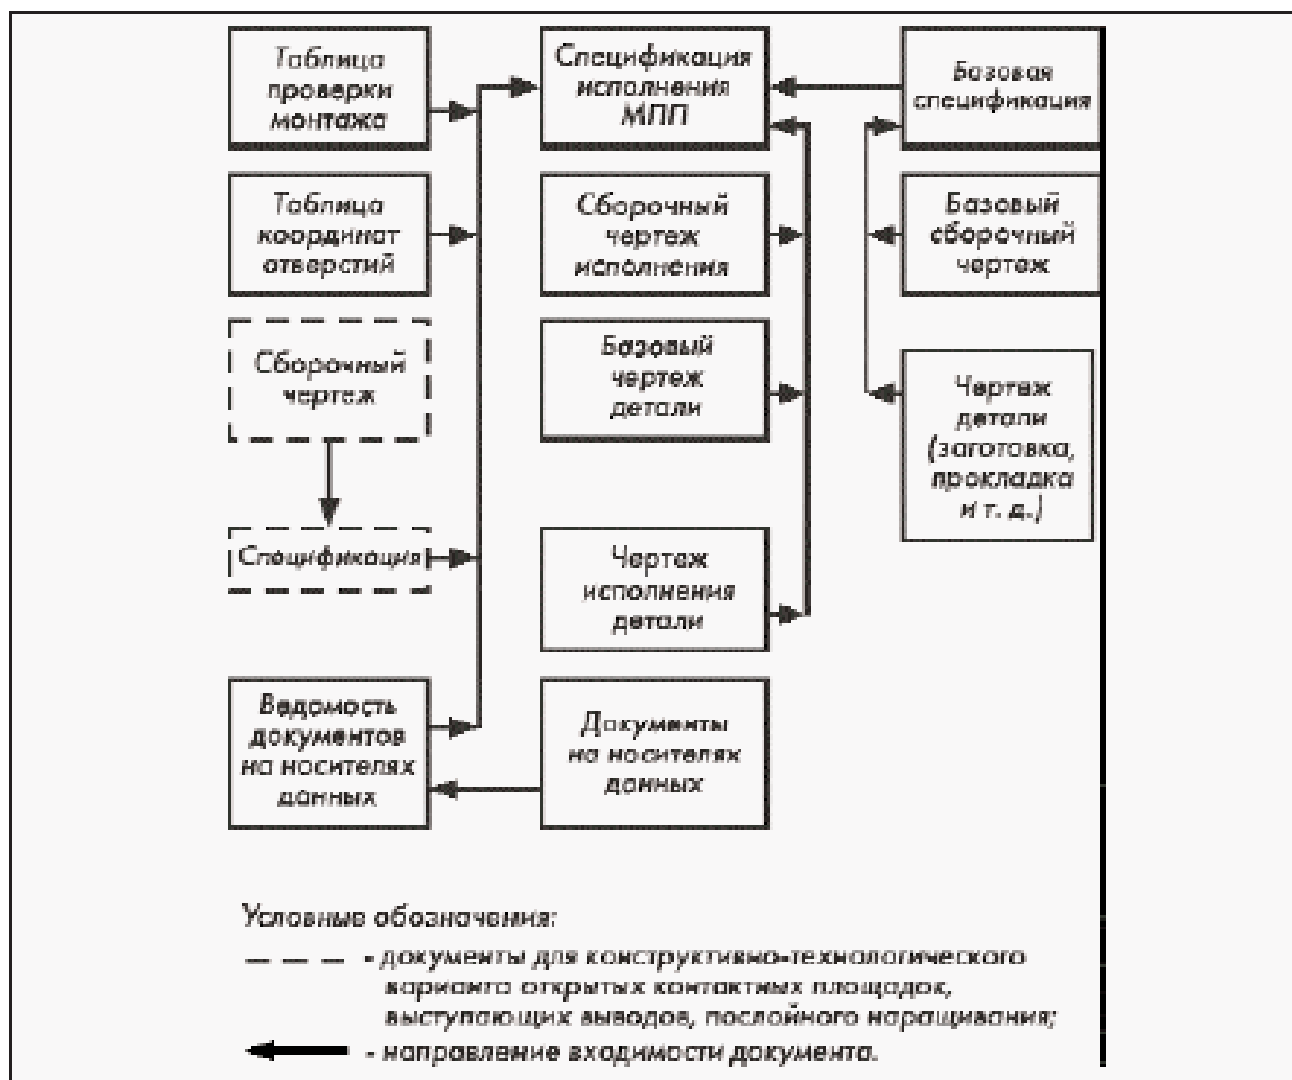 Таблица
проверки
монтажа
Спецификация
исполнения
МПП
Базовая
спецификация
Таблица
координат
отверстий
Сборочный
чертеж
исполнения
Базовый
сборочный
чертеж
Сборочный
чертеж
Базовый
чертеж
детали
Чертеж
детали
(заготовка,
прокладка
и т. д.)
Спецификация
Чертеж
исполнения
детали
Ведомость
документов
на носителях
данных
Документы
на носителях
данных
Условные обозначения:
- документы для конструктивно-технологического
варианта открытых контактных площадок,
выступающих выводов, послойного наращивания;
- направление входимости документа.